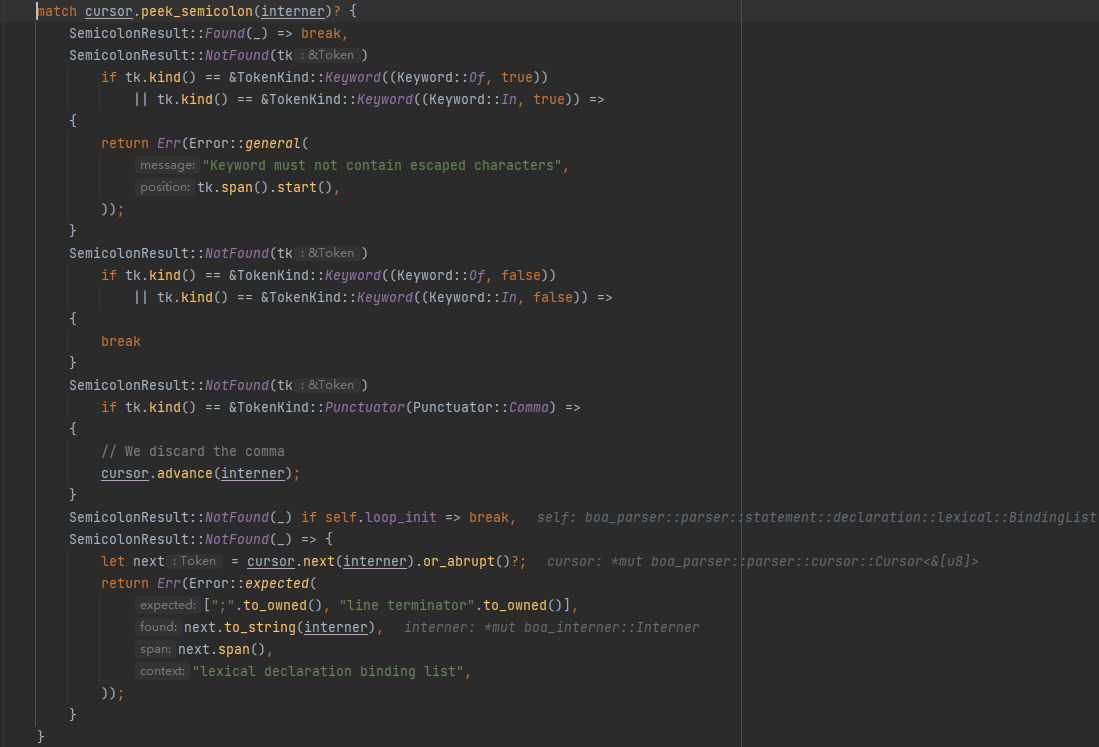 match cursor.peek_semicolon(interner)? {
    SemicolonResult::Found(_) => break,
    SemicolonResult::NotFound(tk : &Token )
        if tk.kind() == &TokenKind::Keyword((Keyword::Of, true))
            || tk.kind() == &TokenKind::Keyword((Keyword::In, true)) =>
    {
        return Err(Error::general(
            message: "Keyword must not contain escaped characters",
            position: tk.span().start(),
        ));
    }
    SemicolonResult::NotFound(tk : &Token )
        if tk.kind() == &TokenKind::Keyword((Keyword::Of, false))
            || tk.kind() == &TokenKind::Keyword((Keyword::In, false)) =>
    {
        break
    }
    SemicolonResult::NotFound(tk : &Token )
        if tk.kind() == &TokenKind::Punctuator(Punctuator::Comma) =>
    {
        // We discard the comma
        cursor.advance(interner);
    }
    SemicolonResult::NotFound(_) if self.loop_init => break,   self: boa_parser::parser::statement::declaration::lexical::BindingList
    SemicolonResult::NotFound(_) => {
        let next : Token = cursor.next(interner).or_abrupt()?;   cursor: *mut boa_parser::parser::cursor::Cursor<&[u8]>
        return Err(Error::expected(
            expected: [";".to_owned(), "line terminator".to_owned()],
            found: next.to_string(interner),   interner: *mut boa_interner::Interner
            span: next.span(),
            context: "lexical declaration binding list",
        ));
    }
}